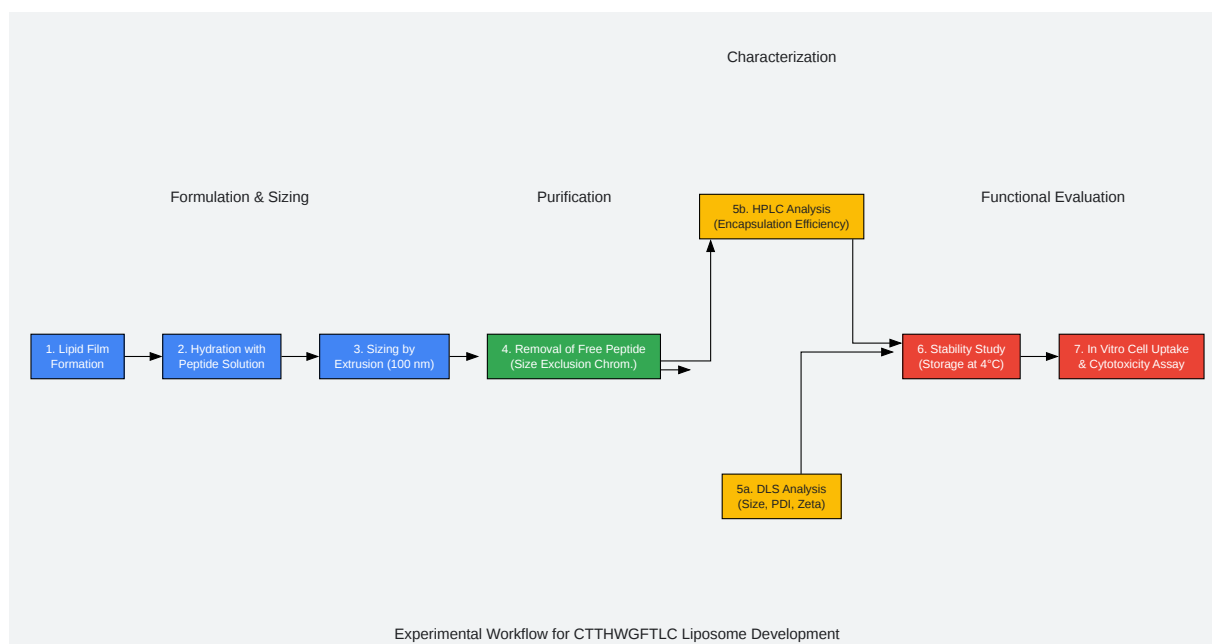 Characterization
Formulation & Sizing
Purification
Functional Evaluation
5b. HPLC Analysis
(Encapsulation Efficiency)
1. Lipid Film
Formation
2. Hydration with
Peptide Solution
3. Sizing by
Extrusion (100 nm)
4. Removal of Free Peptide
(Size Exclusion Chrom.)
6. Stability Study
(Storage at 4°C)
7. In Vitro Cell Uptake
& Cytotoxicity Assay
5a. DLS Analysis
(Size, PDI, Zeta)
Experimental Workflow for CTTHWGFTLC Liposome Development